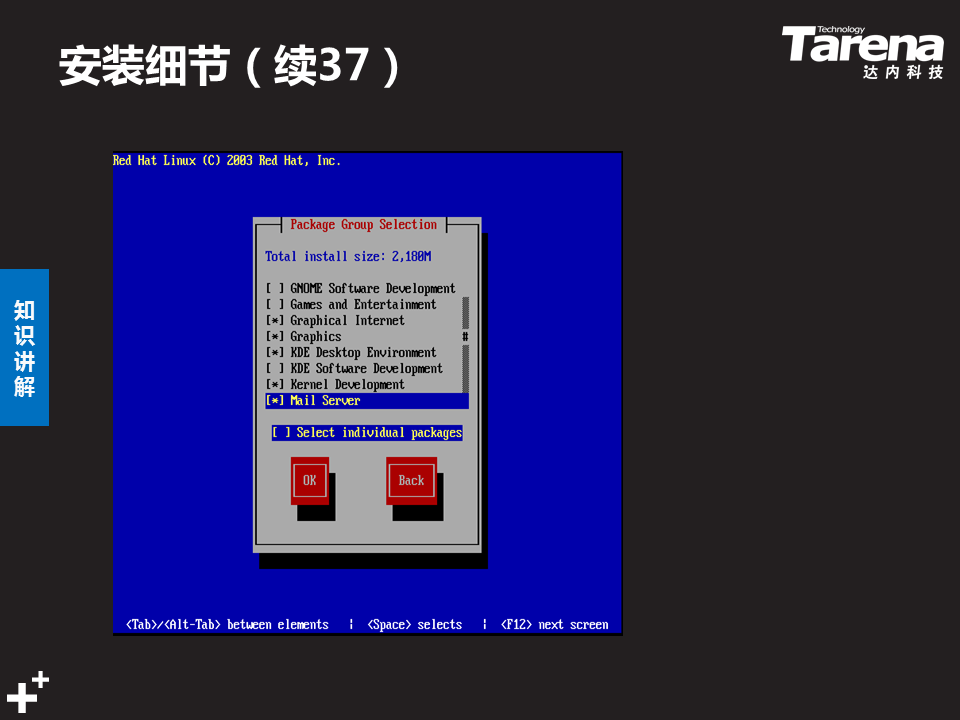 安装细节（续37）
Technology
Tarena
达内科技
Red Hat Linux (C) 2003 Red Hat, Inc.
Package Group Selection
Total install size: 2,180M
[ ] GNOME Software Development
[ ] Games and Entertainment
[*] Graphical Internet
[*] Graphics #
[*] KDE Desktop Environment
[ ] KDE Software Development
[*] Kernel Development
[*] Mail Server
[ ] Select individual packages
OK Back
<Tab>/<Alt-Tab> between elements | <Space> selects | <F12> next screen
知
识
讲
解